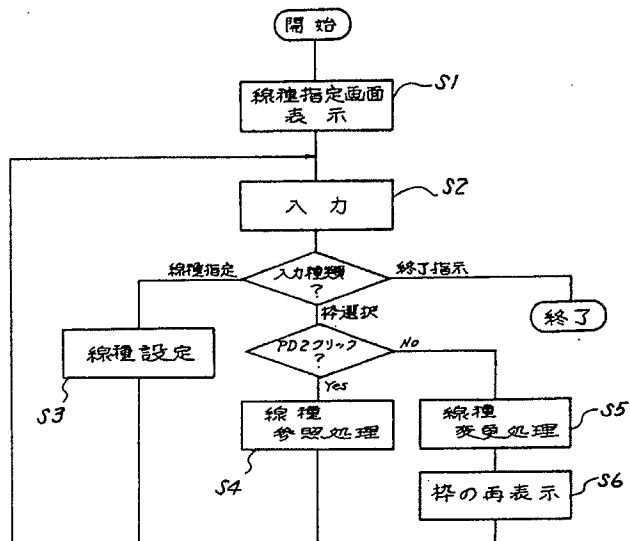 開始
線種指定画面
表示
S1
入力
S2
線種指定
入力種類
?
終了指示
枠選択
終了
線種設定
S3
PD2クリック
?
No
Yes
線種
参照処理
S4
線種
変更処理
S5
枠の再表示
S6